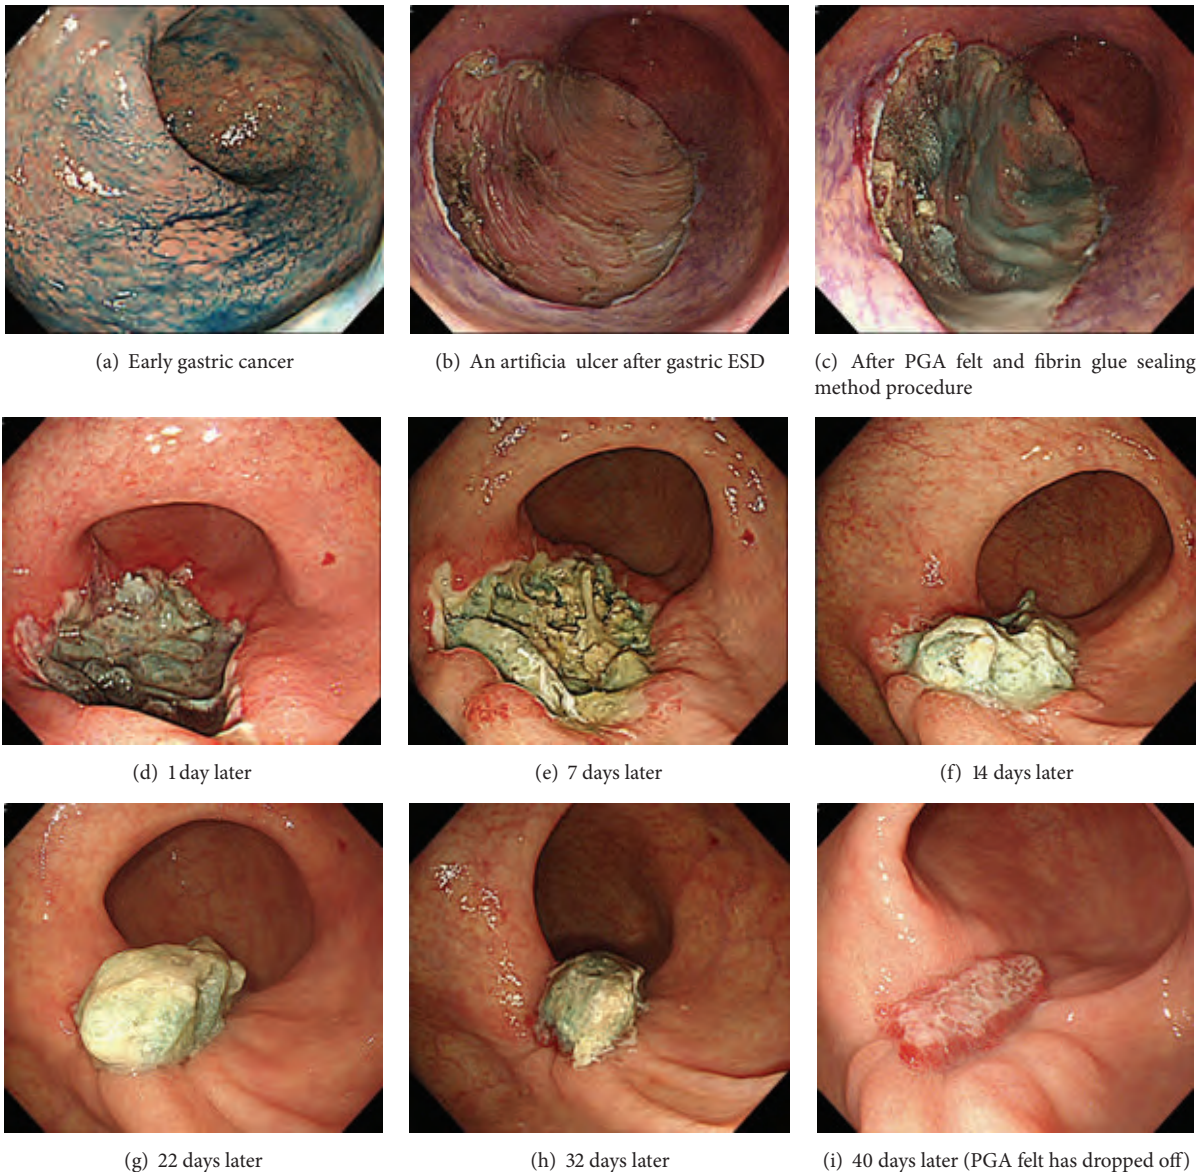 (a) Early gastric cancer
(b) An artificia ulcer after gastric ESD
(c) After PGA felt and fibrin glue sealing
method procedure
(d) 1 day later
(e) 7 days later
(f) 14 days later
(g) 22 days later
(h) 32 days later
(i) 40 days later (PGA felt has dropped off)